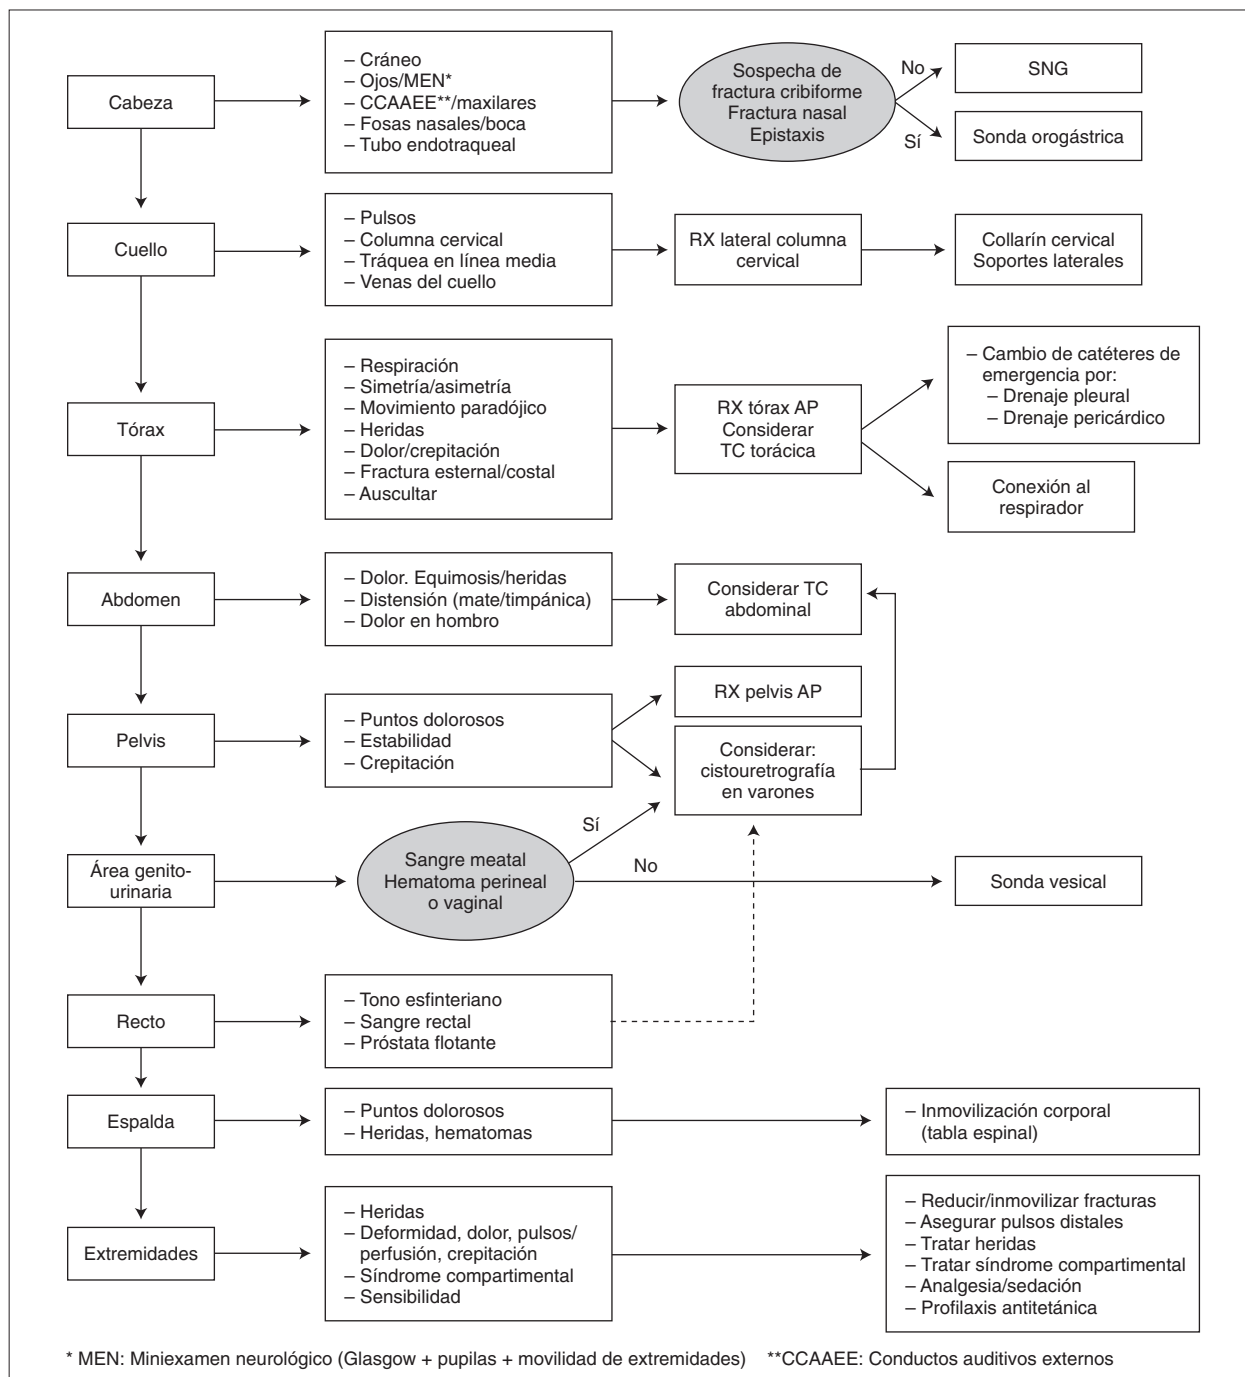 Cabeza
– Cráneo
– Ojos/MEN*
– CCAAEE**/maxilares
– Fosas nasales/boca
– Tubo endotraqueal
Sospecha de
fractura cribiforme
Fractura nasal
Epistaxis
No
SNG
Sí
Sonda orogástrica
Cuello
– Pulsos
– Columna cervical
– Tráquea en línea media
– Venas del cuello
RX lateral columna
cervical
Collarín cervical
Soportes laterales
Tórax
– Respiración
– Simetría/asimetría
– Movimiento paradójico
– Heridas
– Dolor/crepitación
– Fractura esternal/costal
– Auscultar
RX tórax AP
Considerar
TC torácica
– Cambio de catéteres de
emergencia por:
– Drenaje pleural
– Drenaje pericárdico
Conexión al
respirador
Abdomen
– Dolor. Equimosis/heridas
– Distensión (mate/timpánica)
– Dolor en hombro
Considerar TC
abdominal
Pelvis
– Puntos dolorosos
– Estabilidad
– Crepitación
RX pelvis AP
Considerar:
cistouretrografía
en varones
Área genito-
urinaria
Sangre meatal
Hematoma perineal
o vaginal
Sí
No
Sonda vesical
Recto
– Tono esfinteriano
– Sangre rectal
– Próstata flotante
Espalda
– Puntos dolorosos
– Heridas, hematomas
– Inmovilización corporal
(tabla espinal)
Extremidades
– Heridas
– Deformidad, dolor, pulsos/
perfusión, crepitación
– Síndrome compartimental
– Sensibilidad
– Reducir/inmovilizar fracturas
– Asegurar pulsos distales
– Tratar heridas
– Tratar síndrome compartimental
– Analgesia/sedación
– Profilaxis antitetánica
* MEN: Miniexamen neurológico (Glasgow + pupilas + movilidad de extremidades) **CCAAEE: Conductos auditivos externos